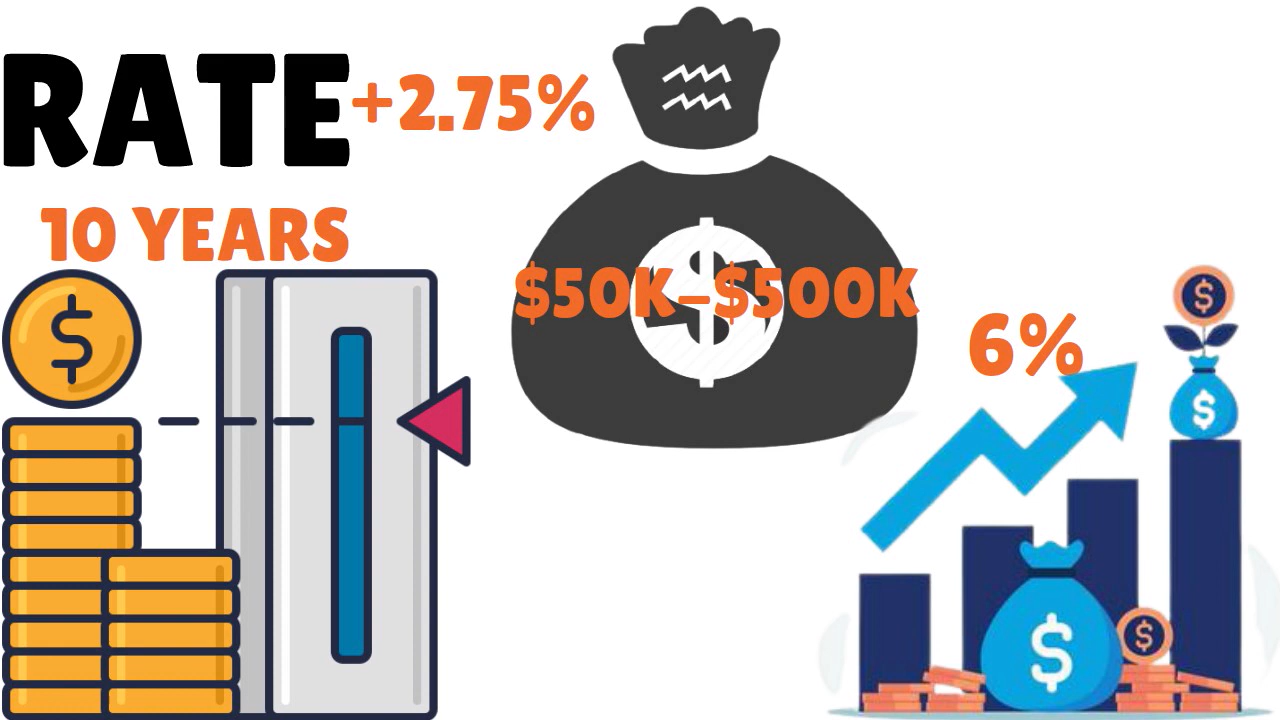 RATE +2.75%
10 YEARS
$50K–$500K
6%
$
$
$
$
$
$